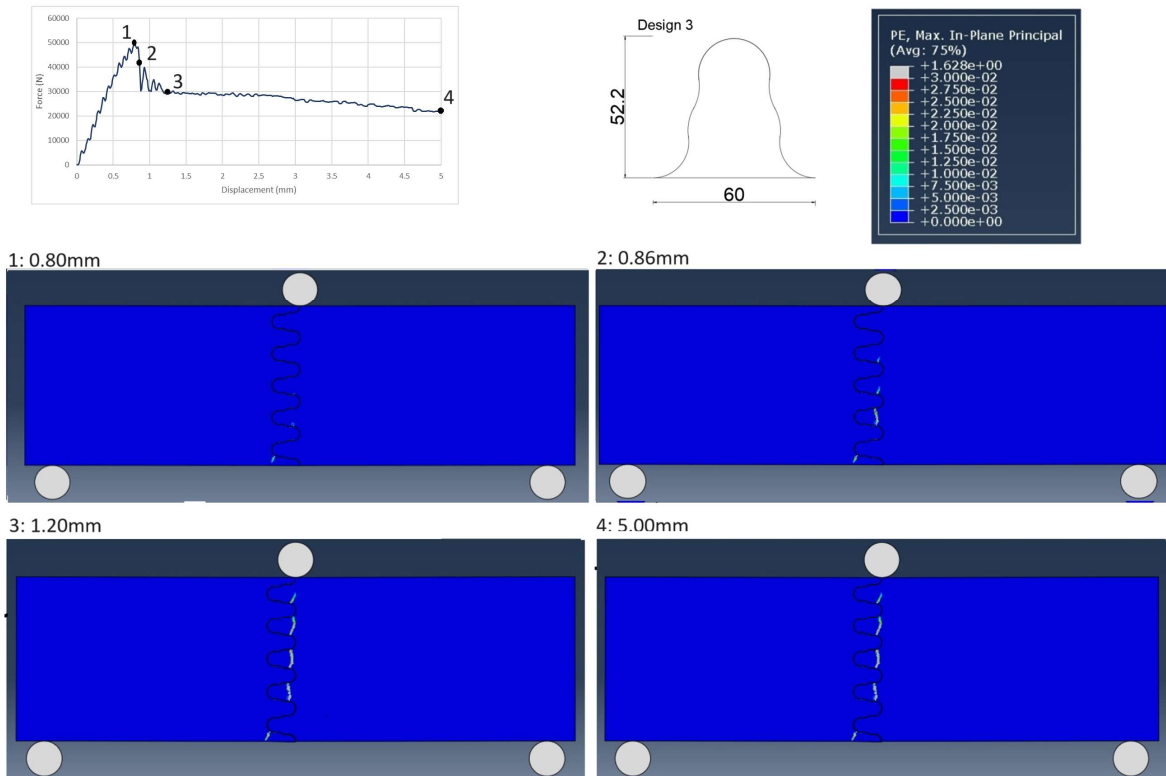 60000
50000
40000
30000
20000
10000
0
Force (N)
0
0.5
1
1.5
2
2.5
3
3.5
4
4.5
5
Displacement (mm)
1
2
3
4
Design 3
52.2
60
PE, Max. In-Plane Principal
(Avg: 75%)
+1.628e+00
+3.000e-02
+2.750e-02
+2.500e-02
+2.250e-02
+2.000e-02
+1.750e-02
+1.500e-02
+1.250e-02
+1.000e-02
+7.500e-03
+5.000e-03
+2.500e-03
+0.000e+00
1: 0.80mm
2: 0.86mm
3: 1.20mm
4: 5.00mm